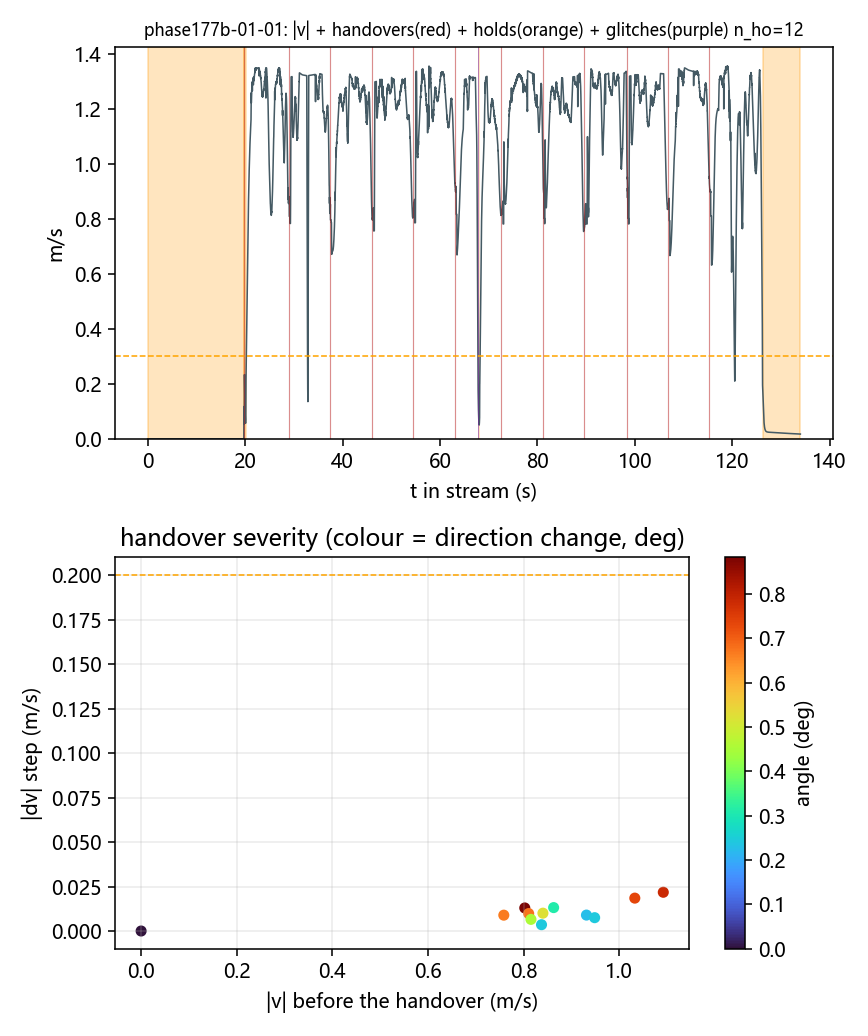 phase177b-01-01: |v| + handovers(red) + holds(orange) + glitches(purple) n_ho=12
1.4
1.2
1.0
0.8
0.6
0.4
0.2
0.0
m/s
0 20 40 60 80 100 120 140
t in stream (s)
handover severity (colour = direction change, deg)
0.200
0.175
0.150
0.125
0.100
0.075
0.050
0.025
0.000
|dv| step (m/s)
0.0 0.2 0.4 0.6 0.8 1.0
|v| before the handover (m/s)
0.8
0.7
0.6
0.5
0.4
0.3
0.2
0.1
0.0
angle (deg)